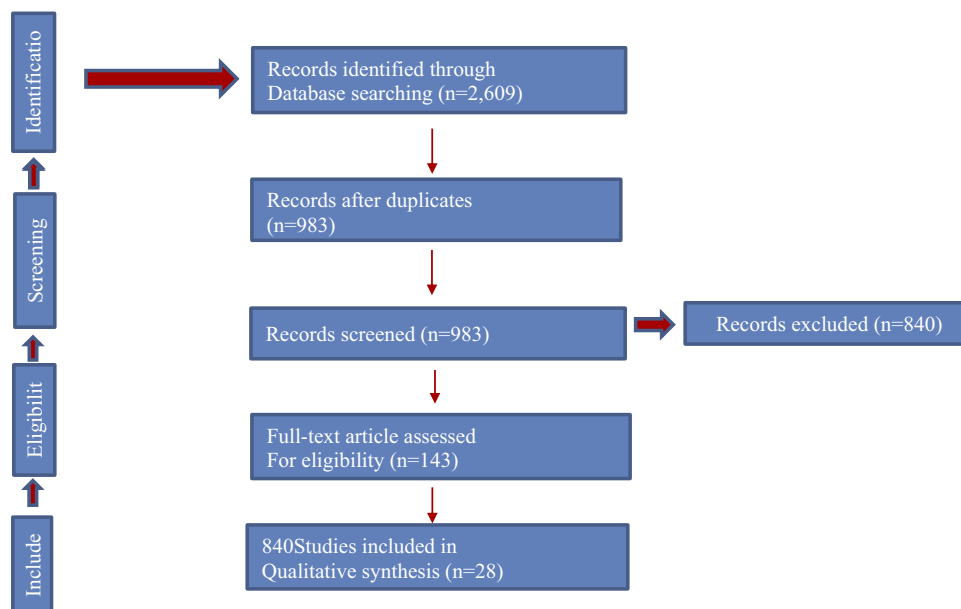 Identificatio
Screening
Eligibilit
Include
Records identified through
Database searching (n=2,609)
Records after duplicates
(n=983)
Records screened (n=983)
Records excluded (n=840)
Full-text article assessed
For eligibility (n=143)
840Studies included in
Qualitative synthesis (n=28)